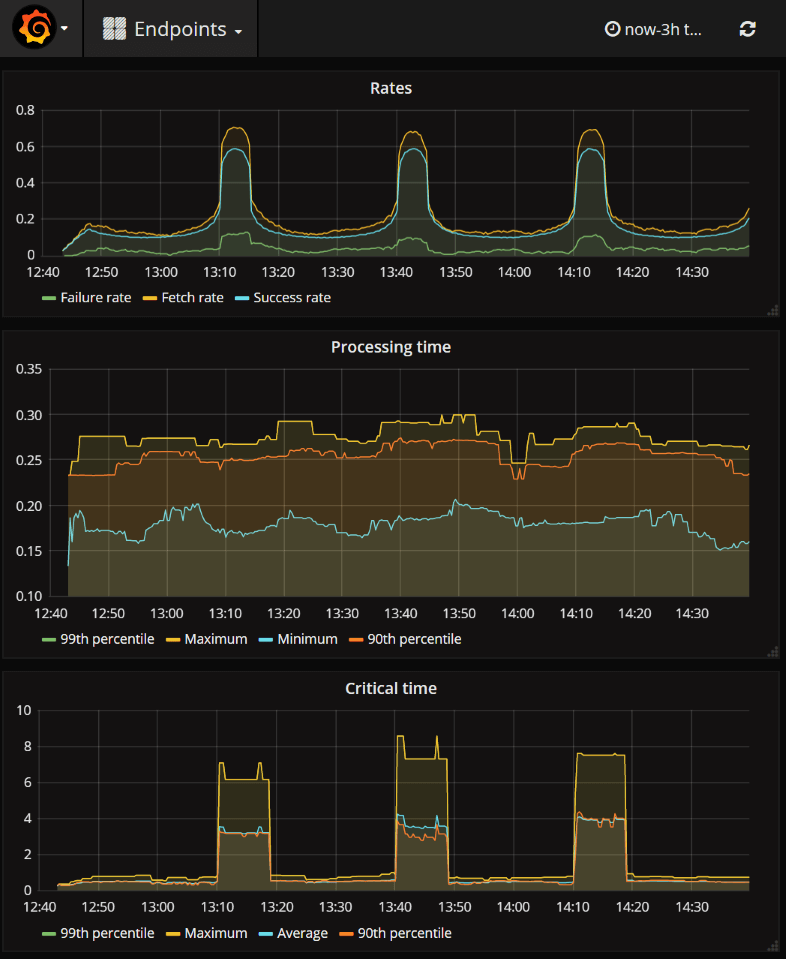 Endpoints
now-3h t...
Rates
0.8
0.6
0.4
0.2
0
12:40 12:50 13:00 13:10 13:20 13:30 13:40 13:50 14:00 14:10 14:20 14:30
Failure rate Fetch rate Success rate
Processing time
0.35
0.30
0.25
0.20
0.15
0.10
12:40 12:50 13:00 13:10 13:20 13:30 13:40 13:50 14:00 14:10 14:20 14:30
99th percentile Maximum Minimum 90th percentile
Critical time
10
8
6
4
2
0
12:40 12:50 13:00 13:10 13:20 13:30 13:40 13:50 14:00 14:10 14:20 14:30
99th percentile Maximum Average 90th percentile